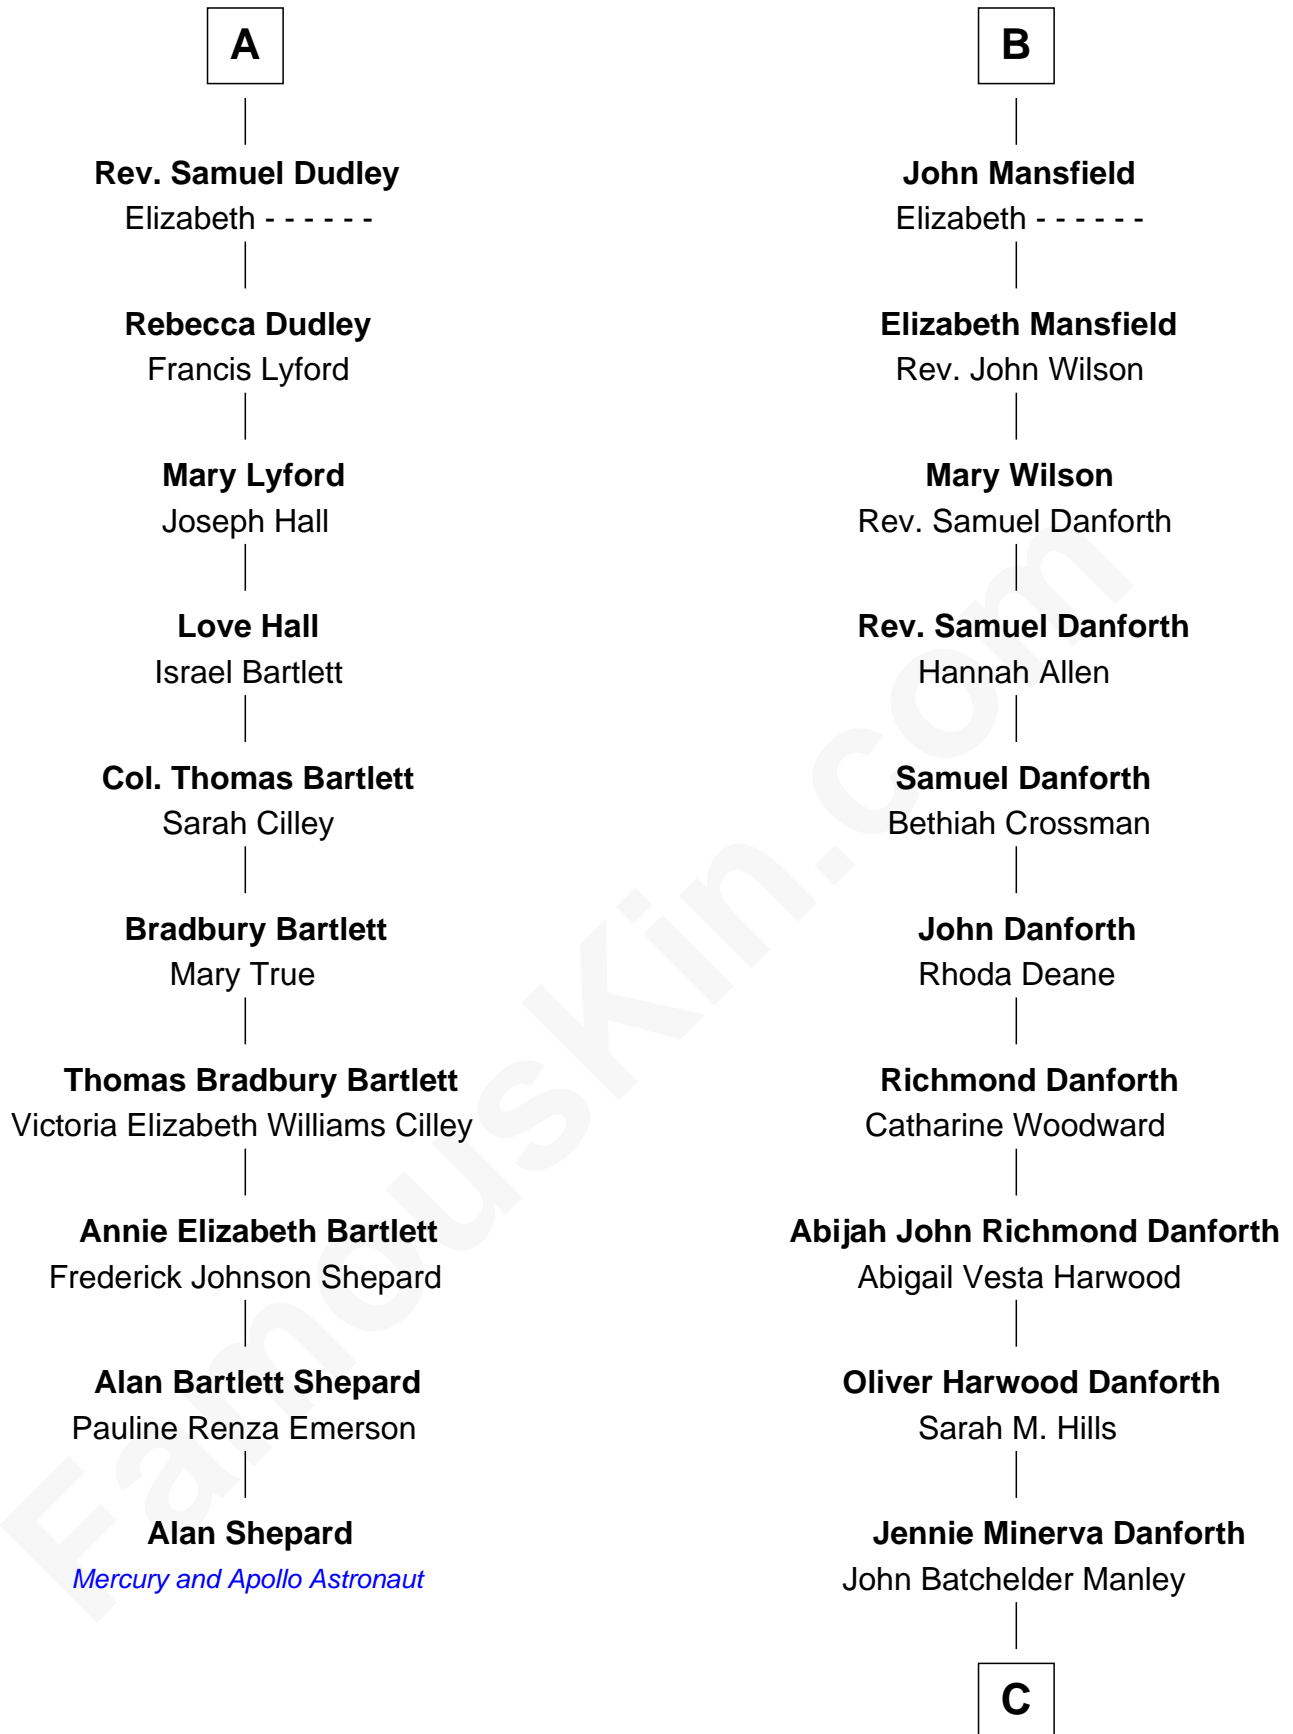 A
Rev. Samuel Dudley
Elizabeth - - - - - -
Rebecca Dudley
Francis Lyford
Mary Lyford
Joseph Hall
Love Hall
Israel Bartlett
Col. Thomas Bartlett
Sarah Cilley
Bradbury Bartlett
Mary True
Thomas Bradbury Bartlett
Victoria Elizabeth Williams Cilley
Annie Elizabeth Bartlett
Frederick Johnson Shepard
Alan Bartlett Shepard
Pauline Renza Emerson
Alan Shepard
Mercury and Apollo Astronaut
B
John Mansfield
Elizabeth - - - - - -
Elizabeth Mansfield
Rev. John Wilson
Mary Wilson
Rev. Samuel Danforth
Rev. Samuel Danforth
Hannah Allen
Samuel Danforth
Bethiah Crossman
John Danforth
Rhoda Deane
Richmond Danforth
Catharine Woodward
Abijah John Richmond Danforth
Abigail Vesta Harwood
Oliver Harwood Danforth
Sarah M. Hills
Jennie Minerva Danforth
John Batchelder Manley
C
FamousKin.com